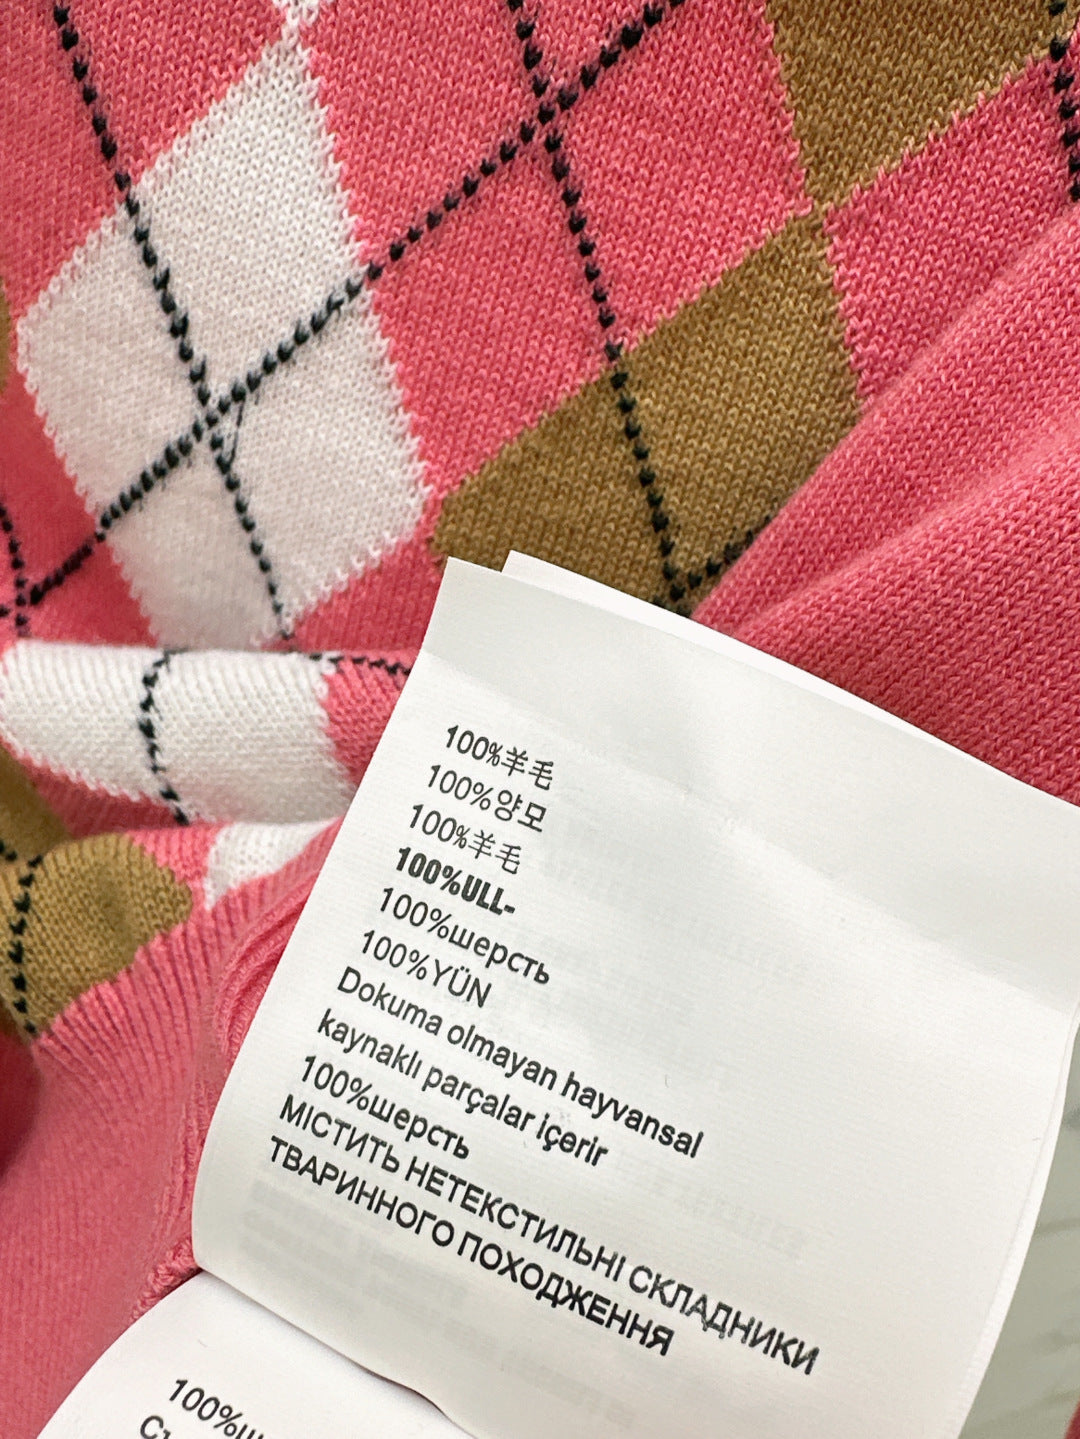 100%羊毛
100%양모
100%羊毛
100%ULL-
100%шерсть
100%YÜN
Dokuma olmayan hayvansal
kaynaklı parçalar içərir
100%шерсть
МІСТИТЬ НЕТЕКСТИЛЬНІ СКЛАДНИКИ
ТВАРИННОГО ПОХОДЖЕННЯ